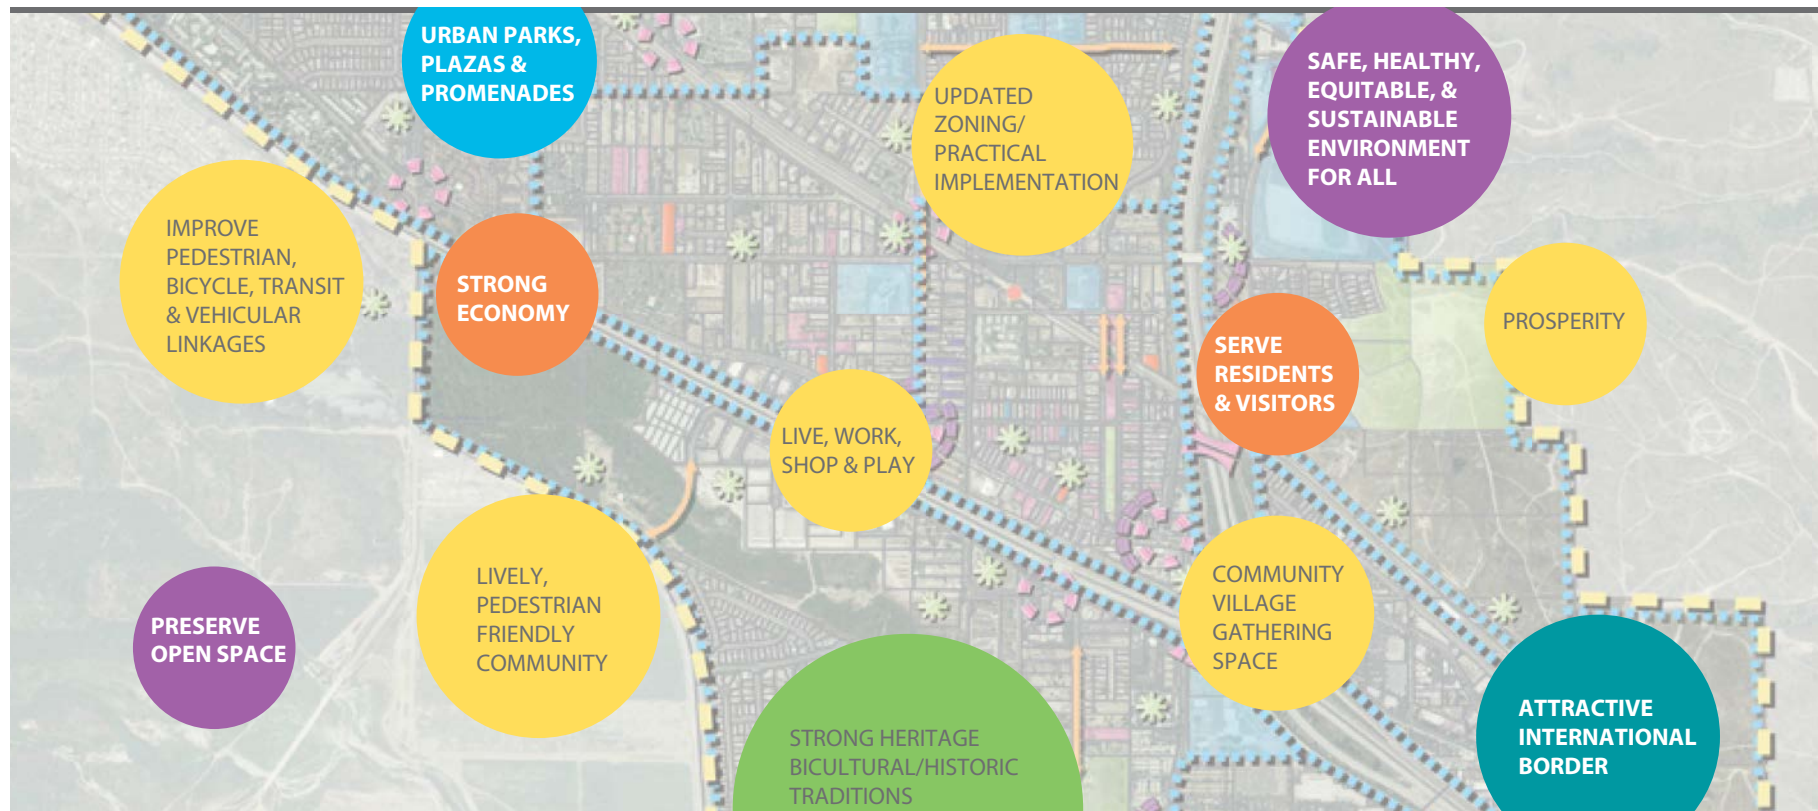 URBAN PARKS,
PLAZAS &
PROMENADES
UPDATED
ZONING/
PRACTICAL
IMPLEMENTATION
SAFE, HEALTHY,
EQUITABLE, &
SUSTAINABLE
ENVIRONMENT
FOR ALL
IMPROVE
PEDESTRIAN,
BICYCLE, TRANSIT
& VEHICULAR
LINKAGES
STRONG
ECONOMY
SERVE
RESIDENTS
& VISITORS
PROSPERITY
LIVE, WORK,
SHOP & PLAY
PRESERVE
OPEN SPACE
LIVELY,
PEDESTRIAN
FRIENDLY
COMMUNITY
COMMUNITY
VILLAGE
GATHERING
SPACE
STRONG HERITAGE
BICULTURAL/HISTORIC
TRADITIONS
ATTRACTIVE
INTERNATIONAL
BORDER